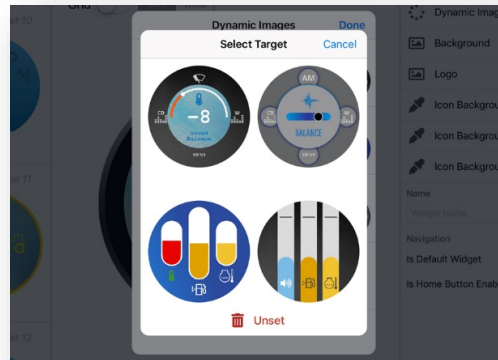 Grid
Dynamic Images
Done
Dynamic Imag
Select Target
Cancel
Background
Logo
Icon Backgrou
Icon Backgrou
Icon Backgrou
AM
-8
BALANCE
Name
Widget Name
Navigation
Is Default Widget
Is Home Button Enab
Unset